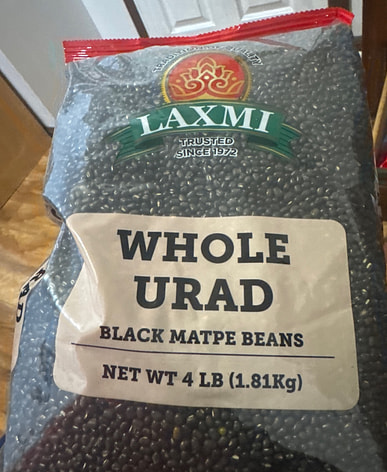 LAXMI
TRUSTED
SINCE 1972
WHOLE
URAD
BLACK MATPE BEANS
NET WT 4 LB (1.81Kg)